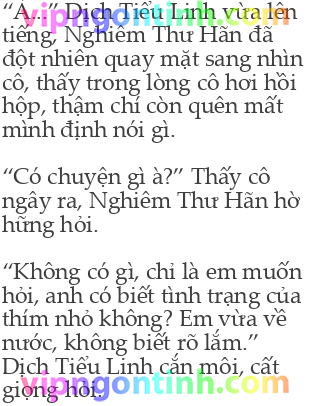 “À...” Dịch Tiểu Linh vừa lên
tiếng, Nghiêm Thư Hãn đã
đột nhiên quay mặt sang nhìn
cô, thấy trong lòng cô hơi hồi
hộp, thậm chí còn quên mất
mình định nói gì.
“Có chuyện gì à?” Thấy cô
ngây ra, Nghiêm Thư Hãn hờ
hững hỏi.
“Không có gì, chỉ là em muốn
hỏi, anh có biết tình trạng của
thím nhỏ không? Em vừa về
nước, không biết rõ lắm.”
Dịch Tiểu Linh cắn môi, cất
giọng hỏi.
vipngontinh.com
vipngontinh.com